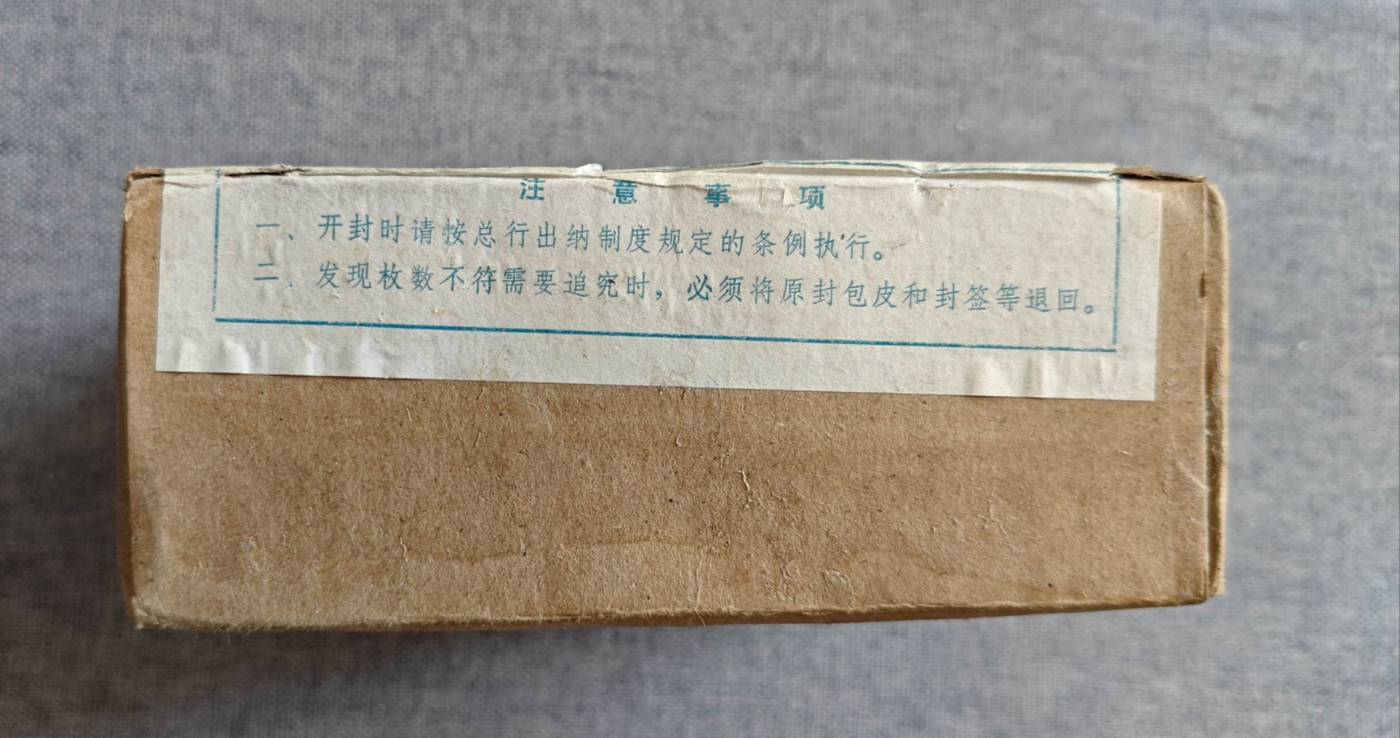 注意事项
一、开封时请按总行出纳制度规定的条例执行。
二、发现枚数不符需要追究时，必须将原封包皮和封签等退回。